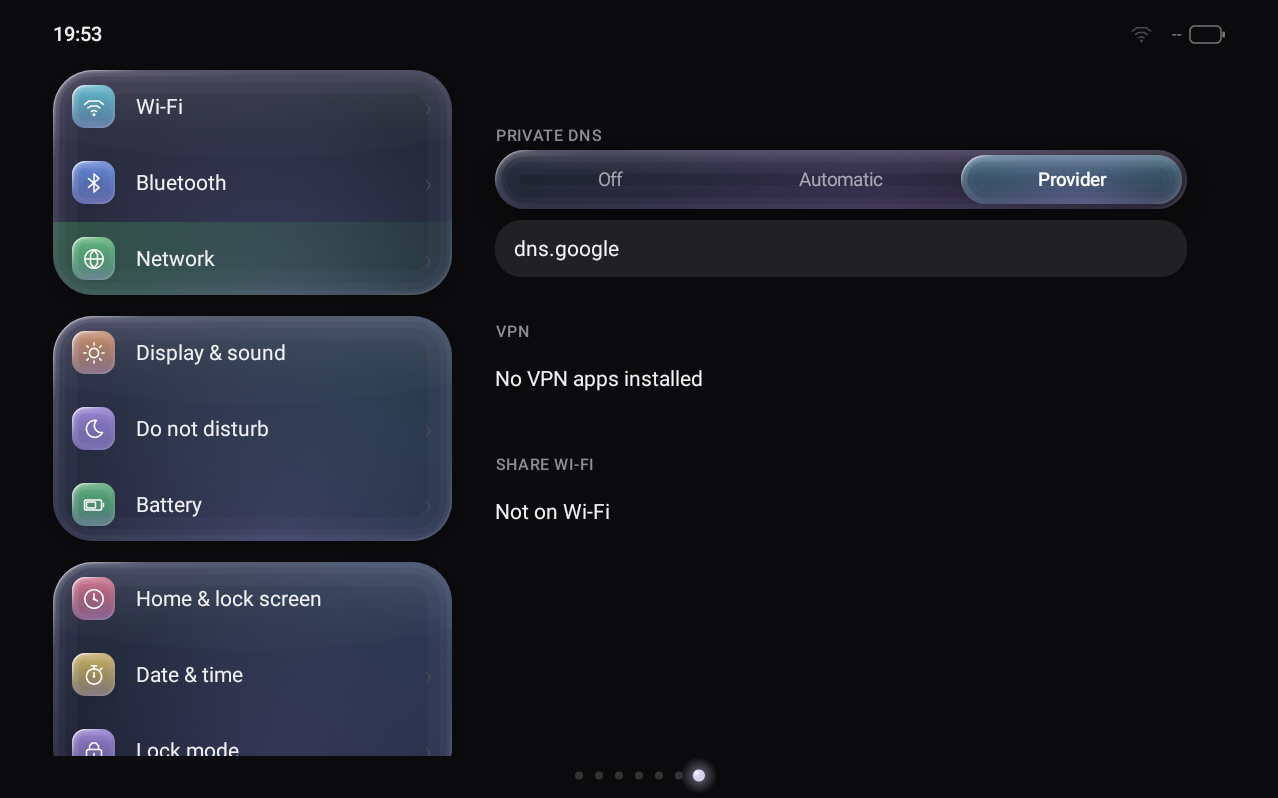 19:53
--
Wi-Fi
Bluetooth
Network
Display & sound
Do not disturb
Battery
Home & lock screen
Date & time
Lock mode
PRIVATE DNS
Off Automatic Provider
dns.google
VPN
No VPN apps installed
SHARE WI-FI
Not on Wi-Fi